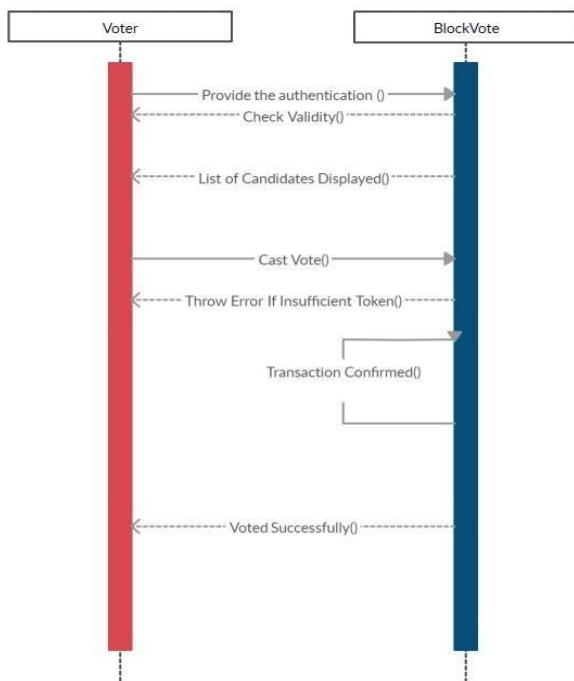 Voter
BlockVote
Provide the authentication ()
Check Validity()
List of Candidates Displayed()
Cast Vote()
Throw Error If Insufficient Token()
Transaction Confirmed()
Voted Successfully()